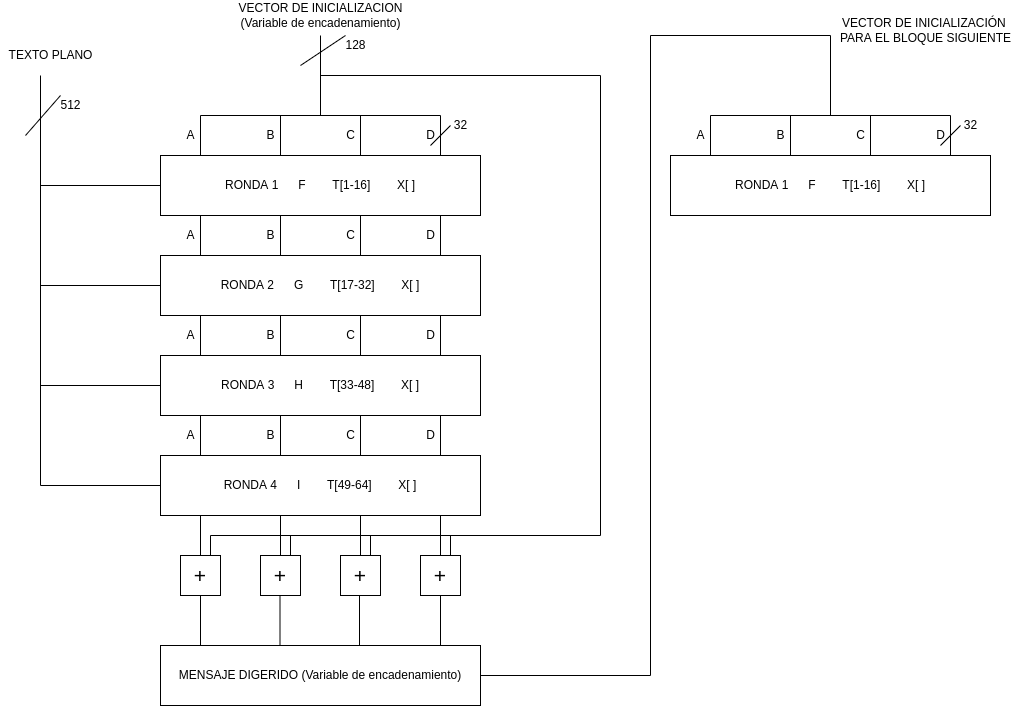 VECTOR DE INICIALIZACION
(Variable de encadenamiento)
128
TEXTO PLANO
512
A B C D 32
RONDA 1 F T[1-16] X[ ]
A B C D
RONDA 2 G T[17-32] X[ ]
A B C D
RONDA 3 H T[33-48] X[ ]
A B C D
RONDA 4 I T[49-64] X[ ]
+ + + +
MENSAJE DIGERIDO (Variable de encadenamiento)
VECTOR DE INICIALIZACIÓN
PARA EL BLOQUE SIGUIENTE
A B C D 32
RONDA 1 F T[1-16] X[ ]